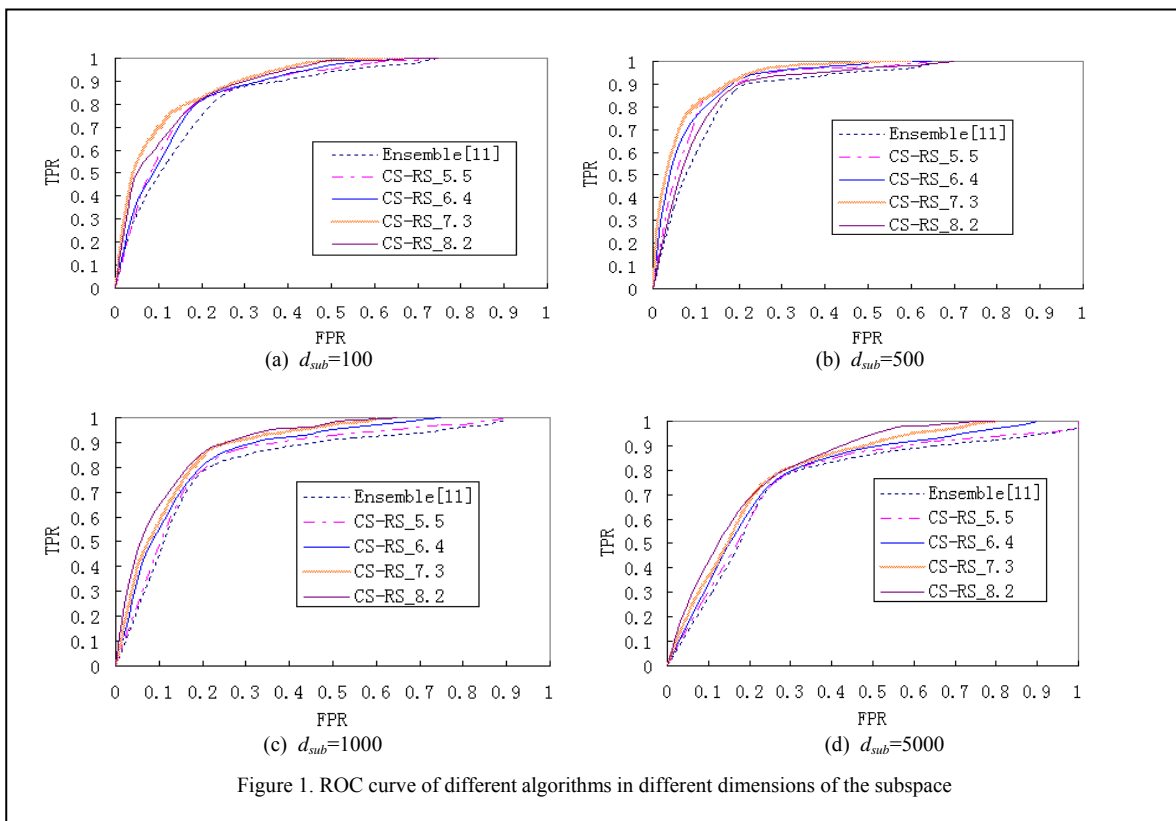 1
0.9
0.8
0.7
0.6
0.5
0.4
0.3
0.2
0.1
0
TPR
Ensemble[11]
CS-RS_5.5
CS-RS_6.4
CS-RS_7.3
CS-RS_8.2
0 0.1 0.2 0.3 0.4 0.5 0.6 0.7 0.8 0.9 1
FPR
(a) dsub=100
1
0.9
0.8
0.7
0.6
0.5
0.4
0.3
0.2
0.1
0
TPR
Ensemble[11]
CS-RS_5.5
CS-RS_6.4
CS-RS_7.3
CS-RS_8.2
0 0.1 0.2 0.3 0.4 0.5 0.6 0.7 0.8 0.9 1
FPR
(b) dsub=500
1
0.9
0.8
0.7
0.6
0.5
0.4
0.3
0.2
0.1
0
TPR
Ensemble[11]
CS-RS_5.5
CS-RS_6.4
CS-RS_7.3
CS-RS_8.2
0 0.1 0.2 0.3 0.4 0.5 0.6 0.7 0.8 0.9 1
FPR
(c) dsub=1000
1
0.9
0.8
0.7
0.6
0.5
0.4
0.3
0.2
0.1
0
TPR
Ensemble[11]
CS-RS_5.5
CS-RS_6.4
CS-RS_7.3
CS-RS_8.2
0 0.1 0.2 0.3 0.4 0.5 0.6 0.7 0.8 0.9 1
FPR
(d) dsub=5000
Figure 1. ROC curve of different algorithms in different dimensions of the subspace